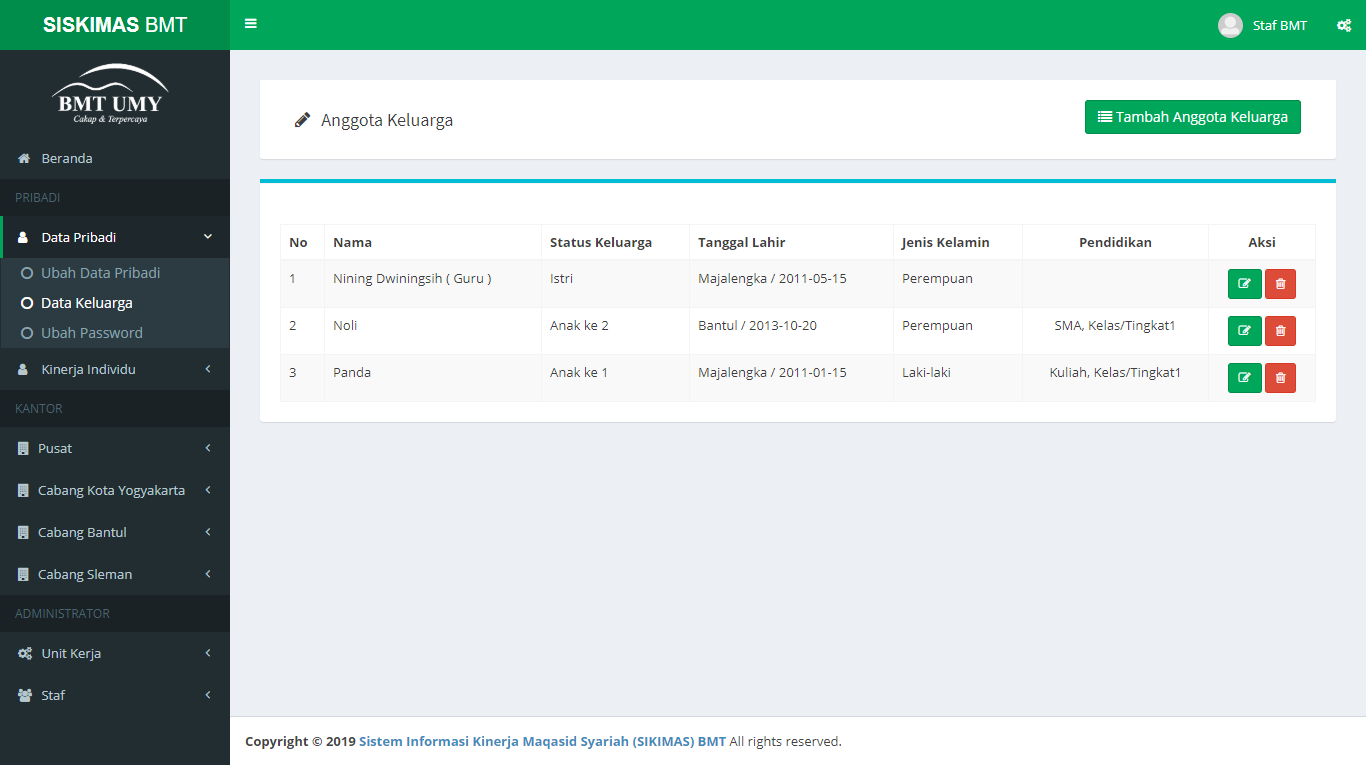 SISKIMAS BMT
Staf BMT
BMT UMY
Cakap & Terpercaya
Beranda
PRIBADI
Data Pribadi
Ubah Data Pribadi
Data Keluarga
Ubah Password
Kinerja Individu
KANTOR
Pusat
Cabang Kota Yogyakarta
Cabang Bantul
Cabang Sleman
ADMINISTRATOR
Unit Kerja
Staf
Anggota Keluarga
Tambah Anggota Keluarga
No Nama Status Keluarga Tanggal Lahir Jenis Kelamin Pendidikan Aksi
1 Nining Dwiningsih ( Guru ) Istri Majalengka / 2011-05-15 Perempuan
2 Noli Anak ke 2 Bantul / 2013-10-20 Perempuan SMA, Kelas/Tingkat1
3 Panda Anak ke 1 Majalengka / 2011-01-15 Laki-laki Kuliah, Kelas/Tingkat1
Copyright © 2019 Sistem Informasi Kinerja Maqasid Syariah (SIKIMAS) BMT All rights reserved.